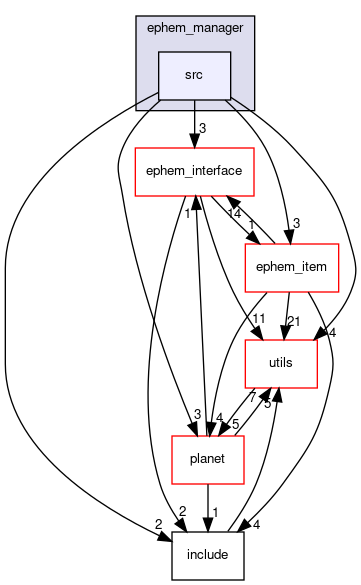 ephem_manager
src
3
ephem_interface
1
14
1
3
ephem_item
11
21
4
utils
7
5
3
4
5
planet
2
2
1
4
include